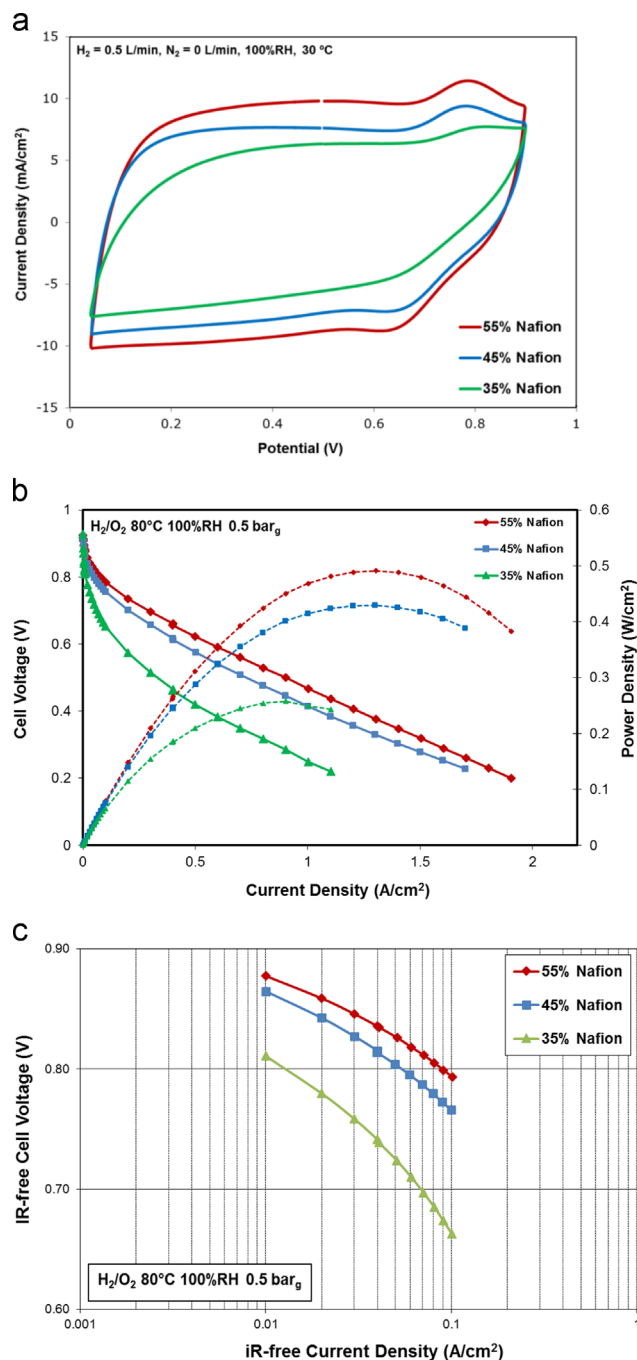 a
H₂ = 0.5 L/min, N₂ = 0 L/min, 100%RH, 30 ºC
15
10
5
0
-5
-10
-15
Current Density (mA/cm²)
55% Nafion
45% Nafion
35% Nafion
0 0.2 0.4 0.6 0.8 1
Potential (V)
b
H₂/O₂ 80°C 100%RH 0.5 bar_g
55% Nafion
45% Nafion
35% Nafion
1
0.8
0.6
0.4
0.2
0
Cell Voltage (V)
0.6
0.5
0.4
0.3
0.2
0.1
0
Power Density (W/cm²)
0 0.5 1 1.5 2
Current Density (A/cm²)
c
0.90
0.80
0.70
0.60
IR-free Cell Voltage (V)
55% Nafion
45% Nafion
35% Nafion
H₂/O₂ 80°C 100%RH 0.5 bar_g
0.001 0.01 0.1 1
iR-free Current Density (A/cm²)